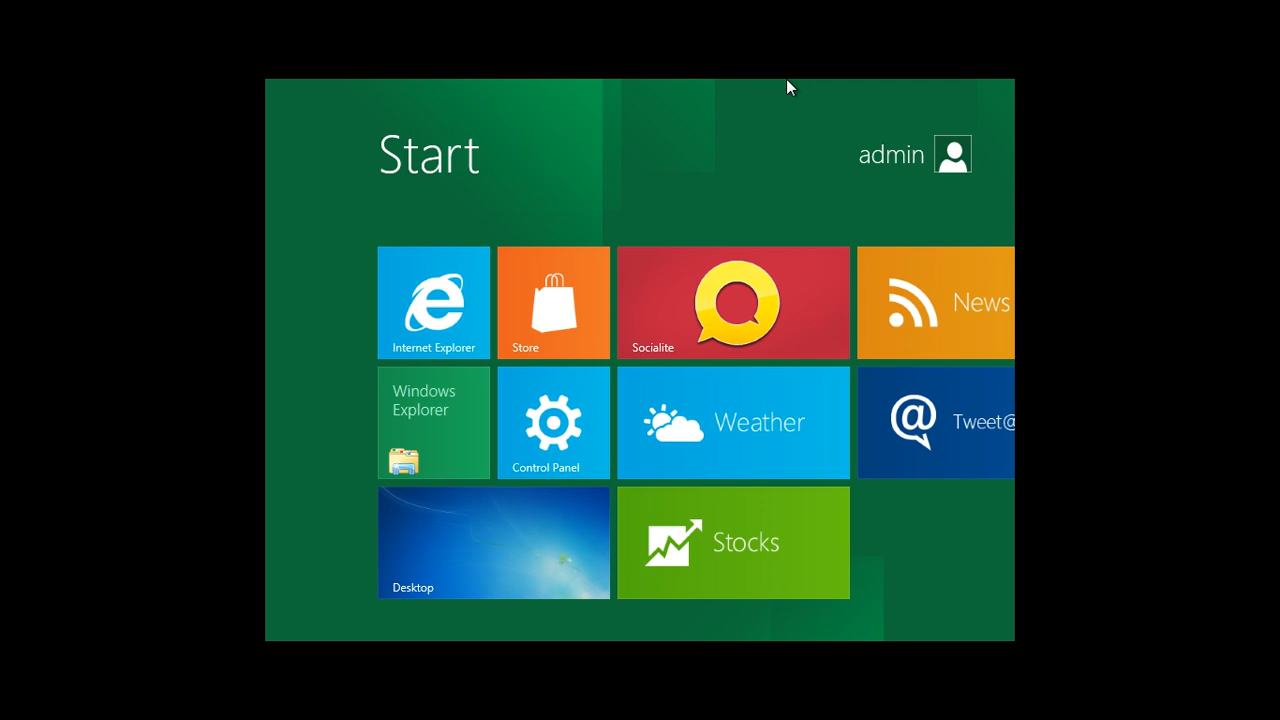 Start
admin
Internet Explorer
Store
Socialite
News
Windows
Explorer
Control Panel
Weather
Tweet@
Desktop
Stocks